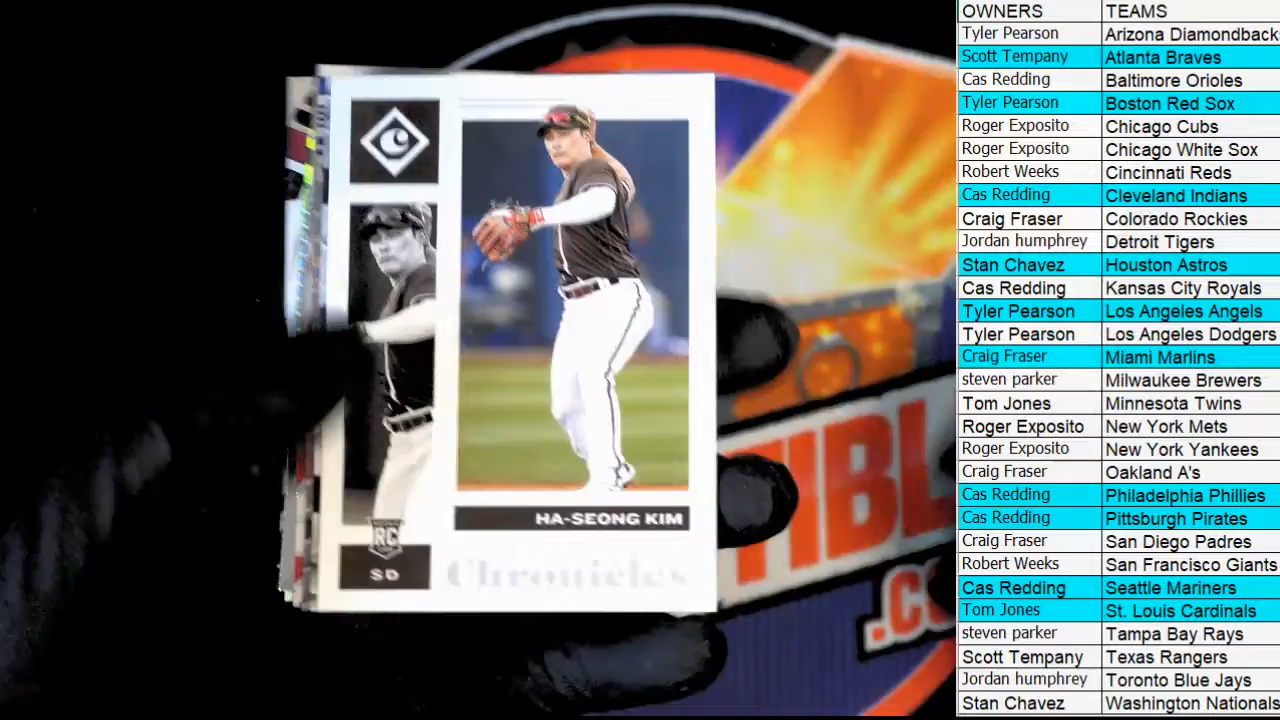 HA-SEONG KIM
RC
SD
Chronicles
IBL
.CO
OWNERS TEAMS
Tyler Pearson Arizona Diamondback
Scott Tempany Atlanta Braves
Cas Redding Baltimore Orioles
Tyler Pearson Boston Red Sox
Roger Exposito Chicago Cubs
Roger Exposito Chicago White Sox
Robert Weeks Cincinnati Reds
Cas Redding Cleveland Indians
Craig Fraser Colorado Rockies
Jordan humphrey Detroit Tigers
Stan Chavez Houston Astros
Cas Redding Kansas City Royals
Tyler Pearson Los Angeles Angels
Tyler Pearson Los Angeles Dodgers
Craig Fraser Miami Marlins
steven parker Milwaukee Brewers
Tom Jones Minnesota Twins
Roger Exposito New York Mets
Roger Exposito New York Yankees
Craig Fraser Oakland A's
Cas Redding Philadelphia Phillies
Cas Redding Pittsburgh Pirates
Craig Fraser San Diego Padres
Robert Weeks San Francisco Giants
Cas Redding Seattle Mariners
Tom Jones St. Louis Cardinals
steven parker Tampa Bay Rays
Scott Tempany Texas Rangers
Jordan humphrey Toronto Blue Jays
Stan Chavez Washington Nationals